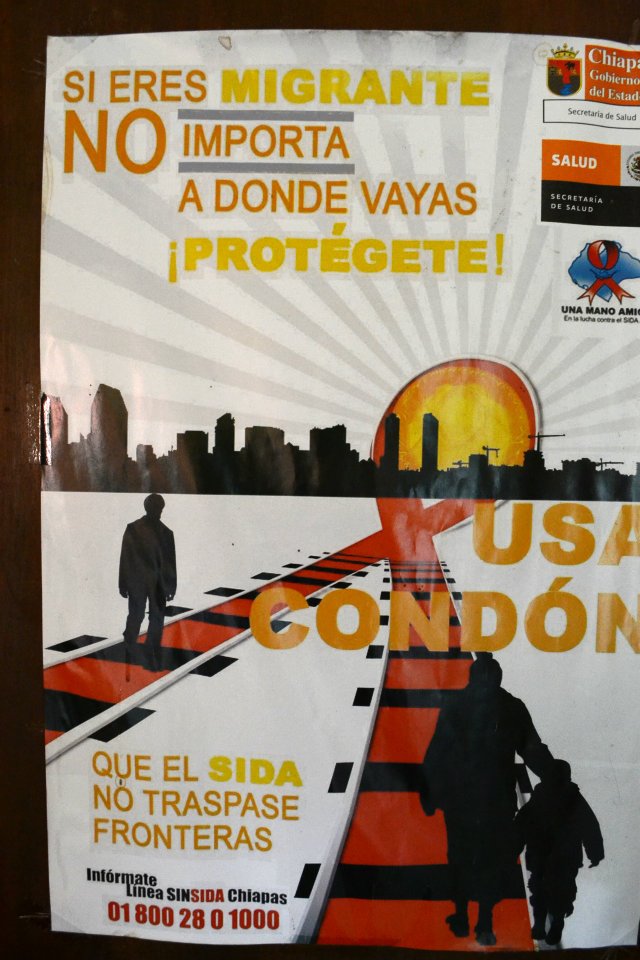 SI ERES MIGRANTE
NO IMPORTA
A DONDE VAYAS
¡PROTÉGETE!
Chiapas
Gobierno
del Estado
Secretaría de Salud
SALUD
SECRETARÍA
DE SALUD
UNA MANO AMIG
En la lucha contra el SIDA
USA
CONDÓN
QUE EL SIDA
NO TRASPASE
FRONTERAS
Infórmate
Línea SINSIDA Chiapas
01 800 28 0 1000